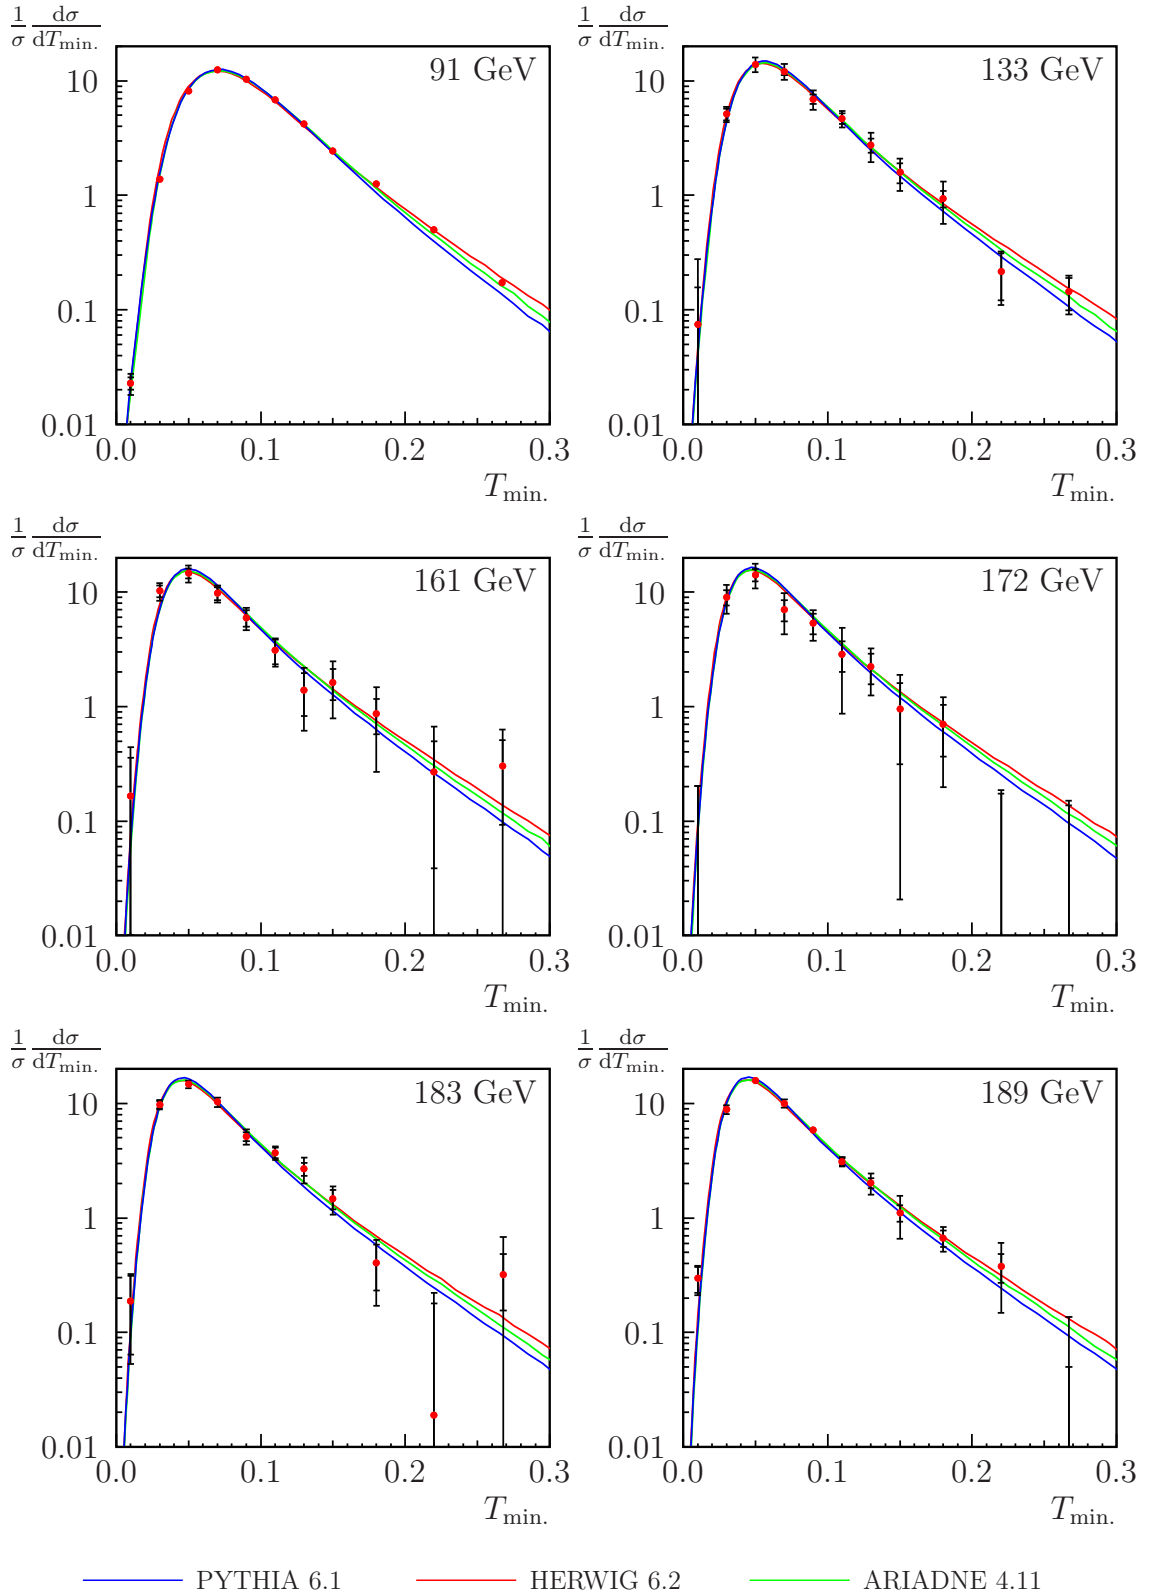 1/σ dσ/dT_min. 1/σ dσ/dT_min.
91 GeV 133 GeV
10 10
1 1
0.1 0.1
0.01 0.01
0.0 0.1 0.2 0.3 0.0 0.1 0.2 0.3
T_min. T_min.
1/σ dσ/dT_min. 1/σ dσ/dT_min.
161 GeV 172 GeV
10 10
1 1
0.1 0.1
0.01 0.01
0.0 0.1 0.2 0.3 0.0 0.1 0.2 0.3
T_min. T_min.
1/σ dσ/dT_min. 1/σ dσ/dT_min.
183 GeV 189 GeV
10 10
1 1
0.1 0.1
0.01 0.01
0.0 0.1 0.2 0.3 0.0 0.1 0.2 0.3
T_min. T_min.
PYTHIA 6.1 HERWIG 6.2 ARIADNE 4.11